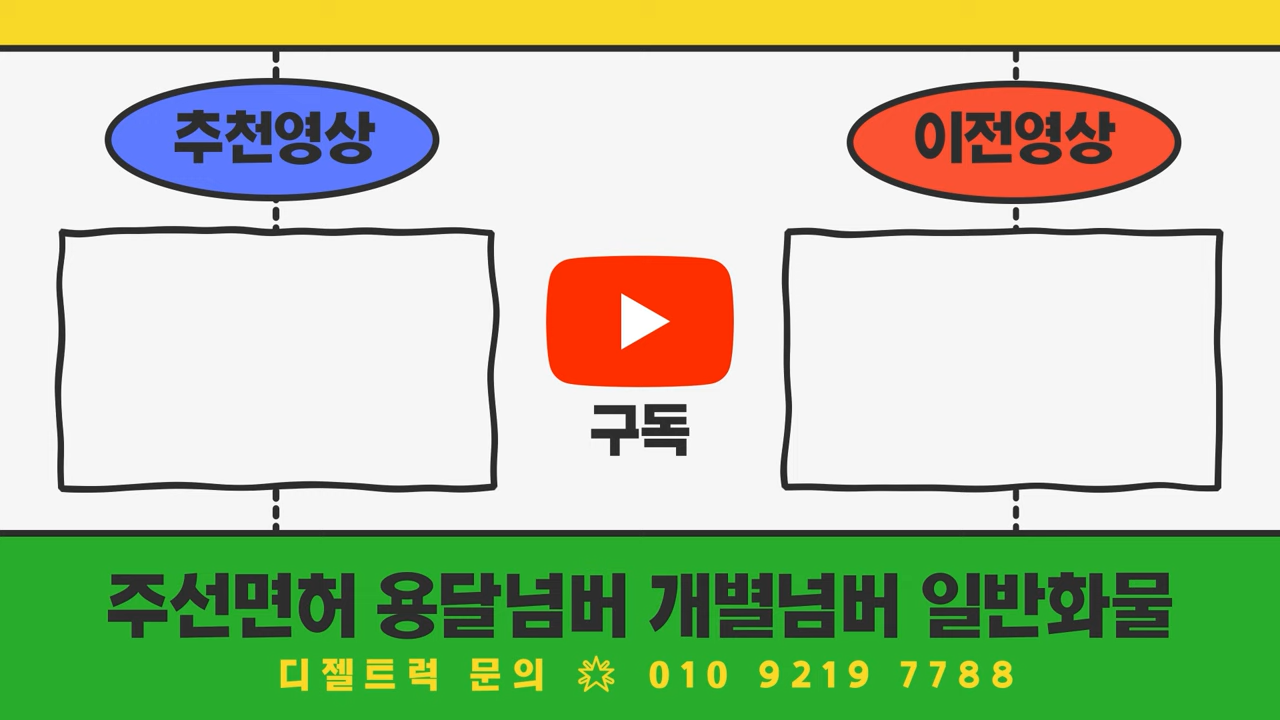 추천영상
이전영상
구독
주선면허 용달넘버 개별넘버 일반화물
디젤트럭 문의 010 9219 7788